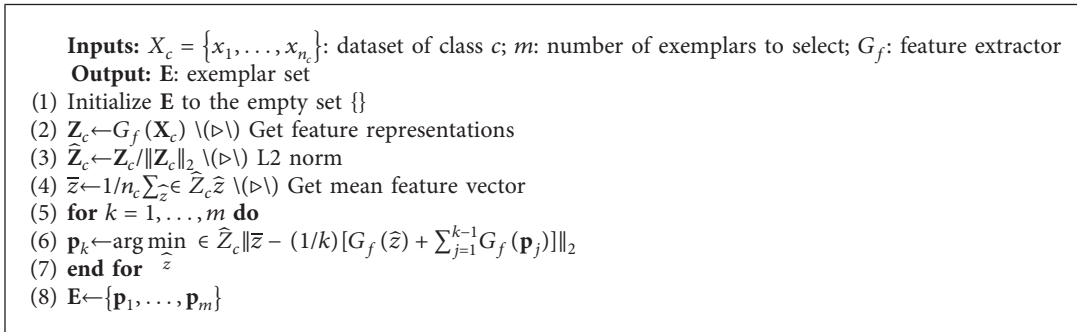 Inputs: X_c = {x_1, . . . , x_{n_c}}: dataset of class c; m: number of exemplars to select; G_f: feature extractor
Output: E: exemplar set
(1) Initialize E to the empty set {}
(2) Z_c←G_f(X_c) \(▹\) Get feature representations
(3) Ẑ_c←Z_c/‖Z_c‖_2 \(▹\) L2 norm
(4) z̅←1/n_c∑_ẑ∈ Ẑ_cẑ \(▹\) Get mean feature vector
(5) for k = 1, . . . , m do
(6) p_k←arg min_ẑ ∈ Ẑ_c‖z̅ − (1/k)[G_f(ẑ) + ∑_{j=1}^{k−1}G_f(p_j)]‖_2
(7) end for
(8) E←{p_1, . . . , p_m}